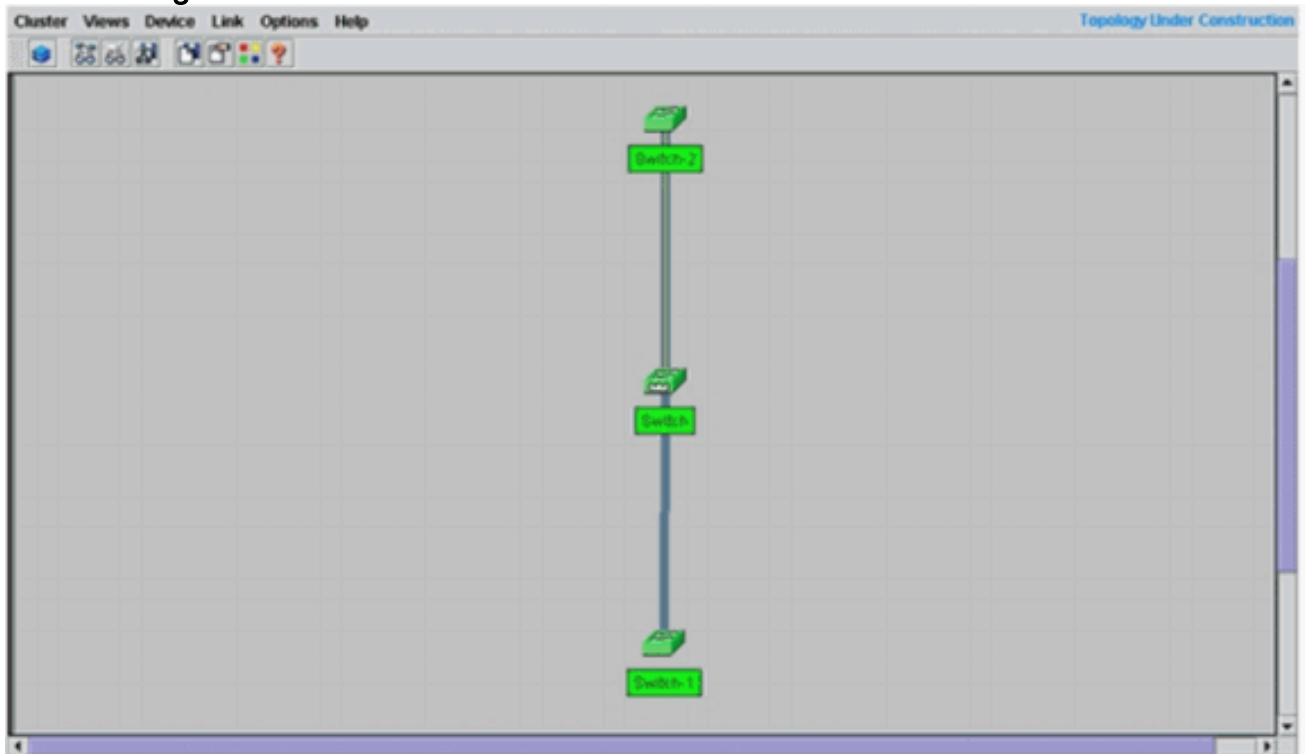 Cluster Views Device Link Options Help
Topology Under Construction
Switch-2
Switch
Switch-1